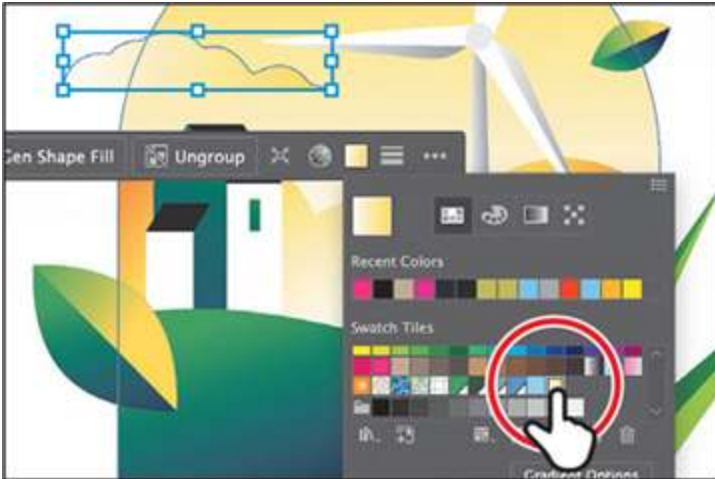 Gen Shape Fill
Ungroup
Recent Colors
Swatch Tiles
Gradient Options